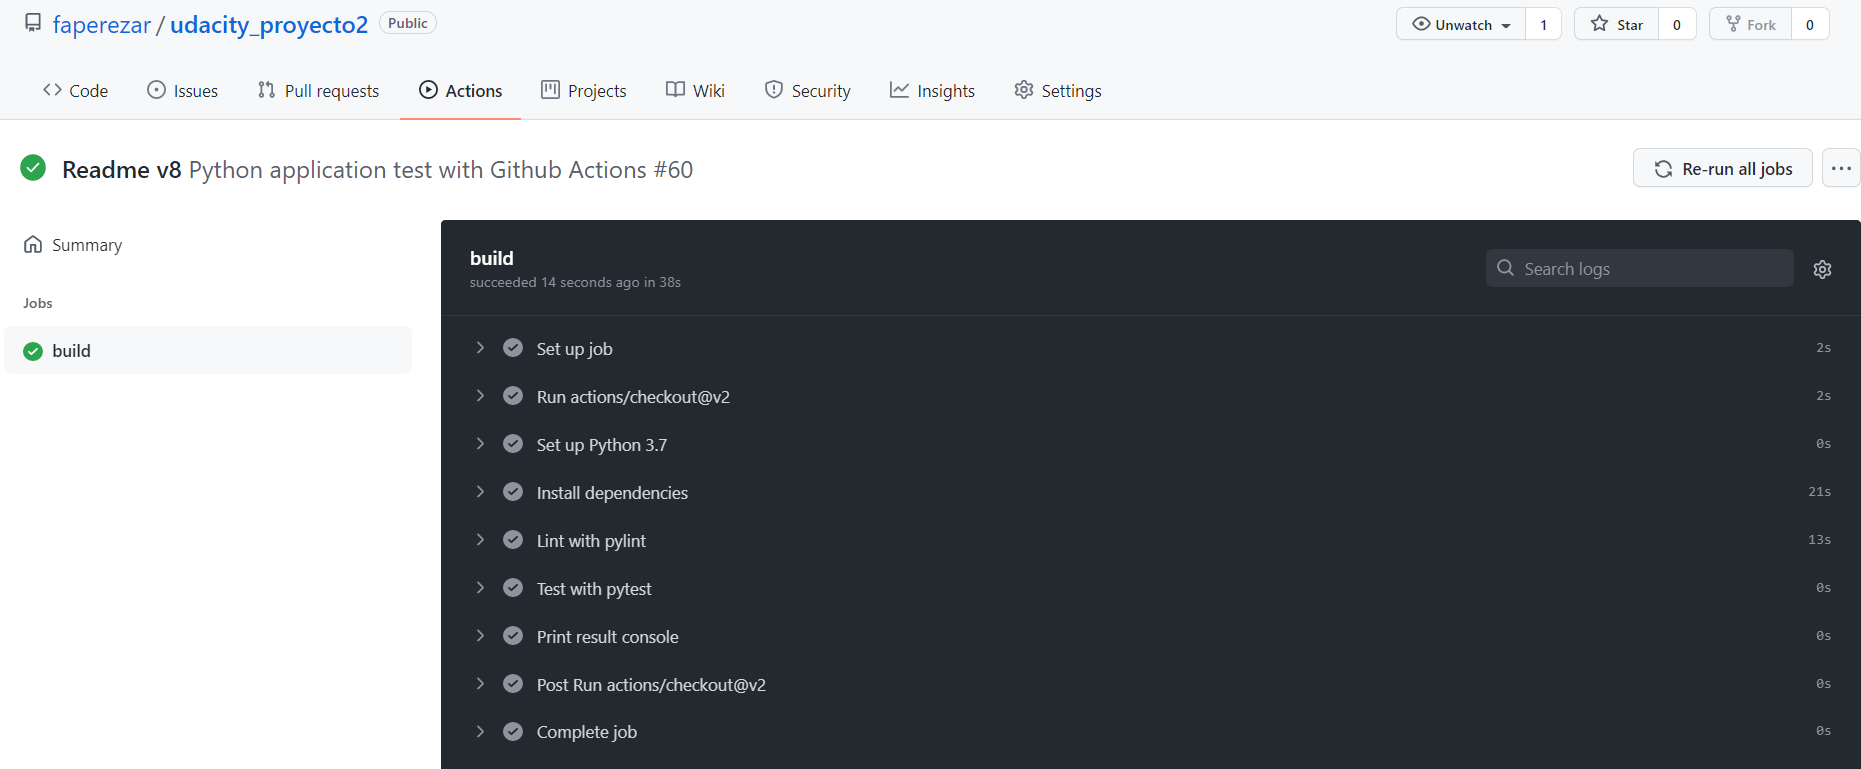 faperezar / udacity_proyecto2 Public Unwatch 1 Star 0 Fork 0
Code Issues Pull requests Actions Projects Wiki Security Insights Settings
Readme v8 Python application test with Github Actions #60 Re-run all jobs
Summary
Jobs
build
build
succeeded 14 seconds ago in 38s
Search logs
Set up job 2s
Run actions/checkout@v2 2s
Set up Python 3.7 0s
Install dependencies 21s
Lint with pylint 13s
Test with pytest 0s
Print result console 0s
Post Run actions/checkout@v2 0s
Complete job 0s